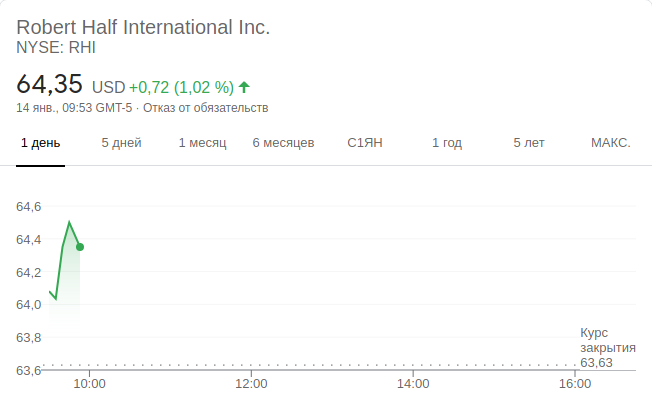 Robert Half International Inc.
NYSE: RHI
64,35 USD +0,72 (1,02 %)
14 янв., 09:53 GMT-5 · Отказ от обязательств
1 день 5 дней 1 месяц 6 месяцев С1ЯН 1 год 5 лет МАКС.
64,6
64,4
64,2
64,0
63,8
63,6
Курс
закрытия
63,63
10:00 12:00 14:00 16:00